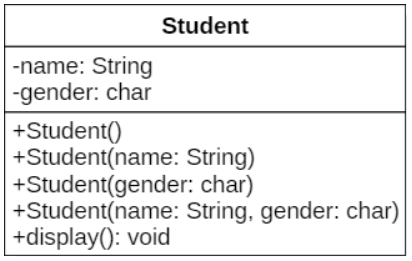 Student
-name: String
-gender: char
+Student()
+Student(name: String)
+Student(gender: char)
+Student(name: String, gender: char)
+display(): void